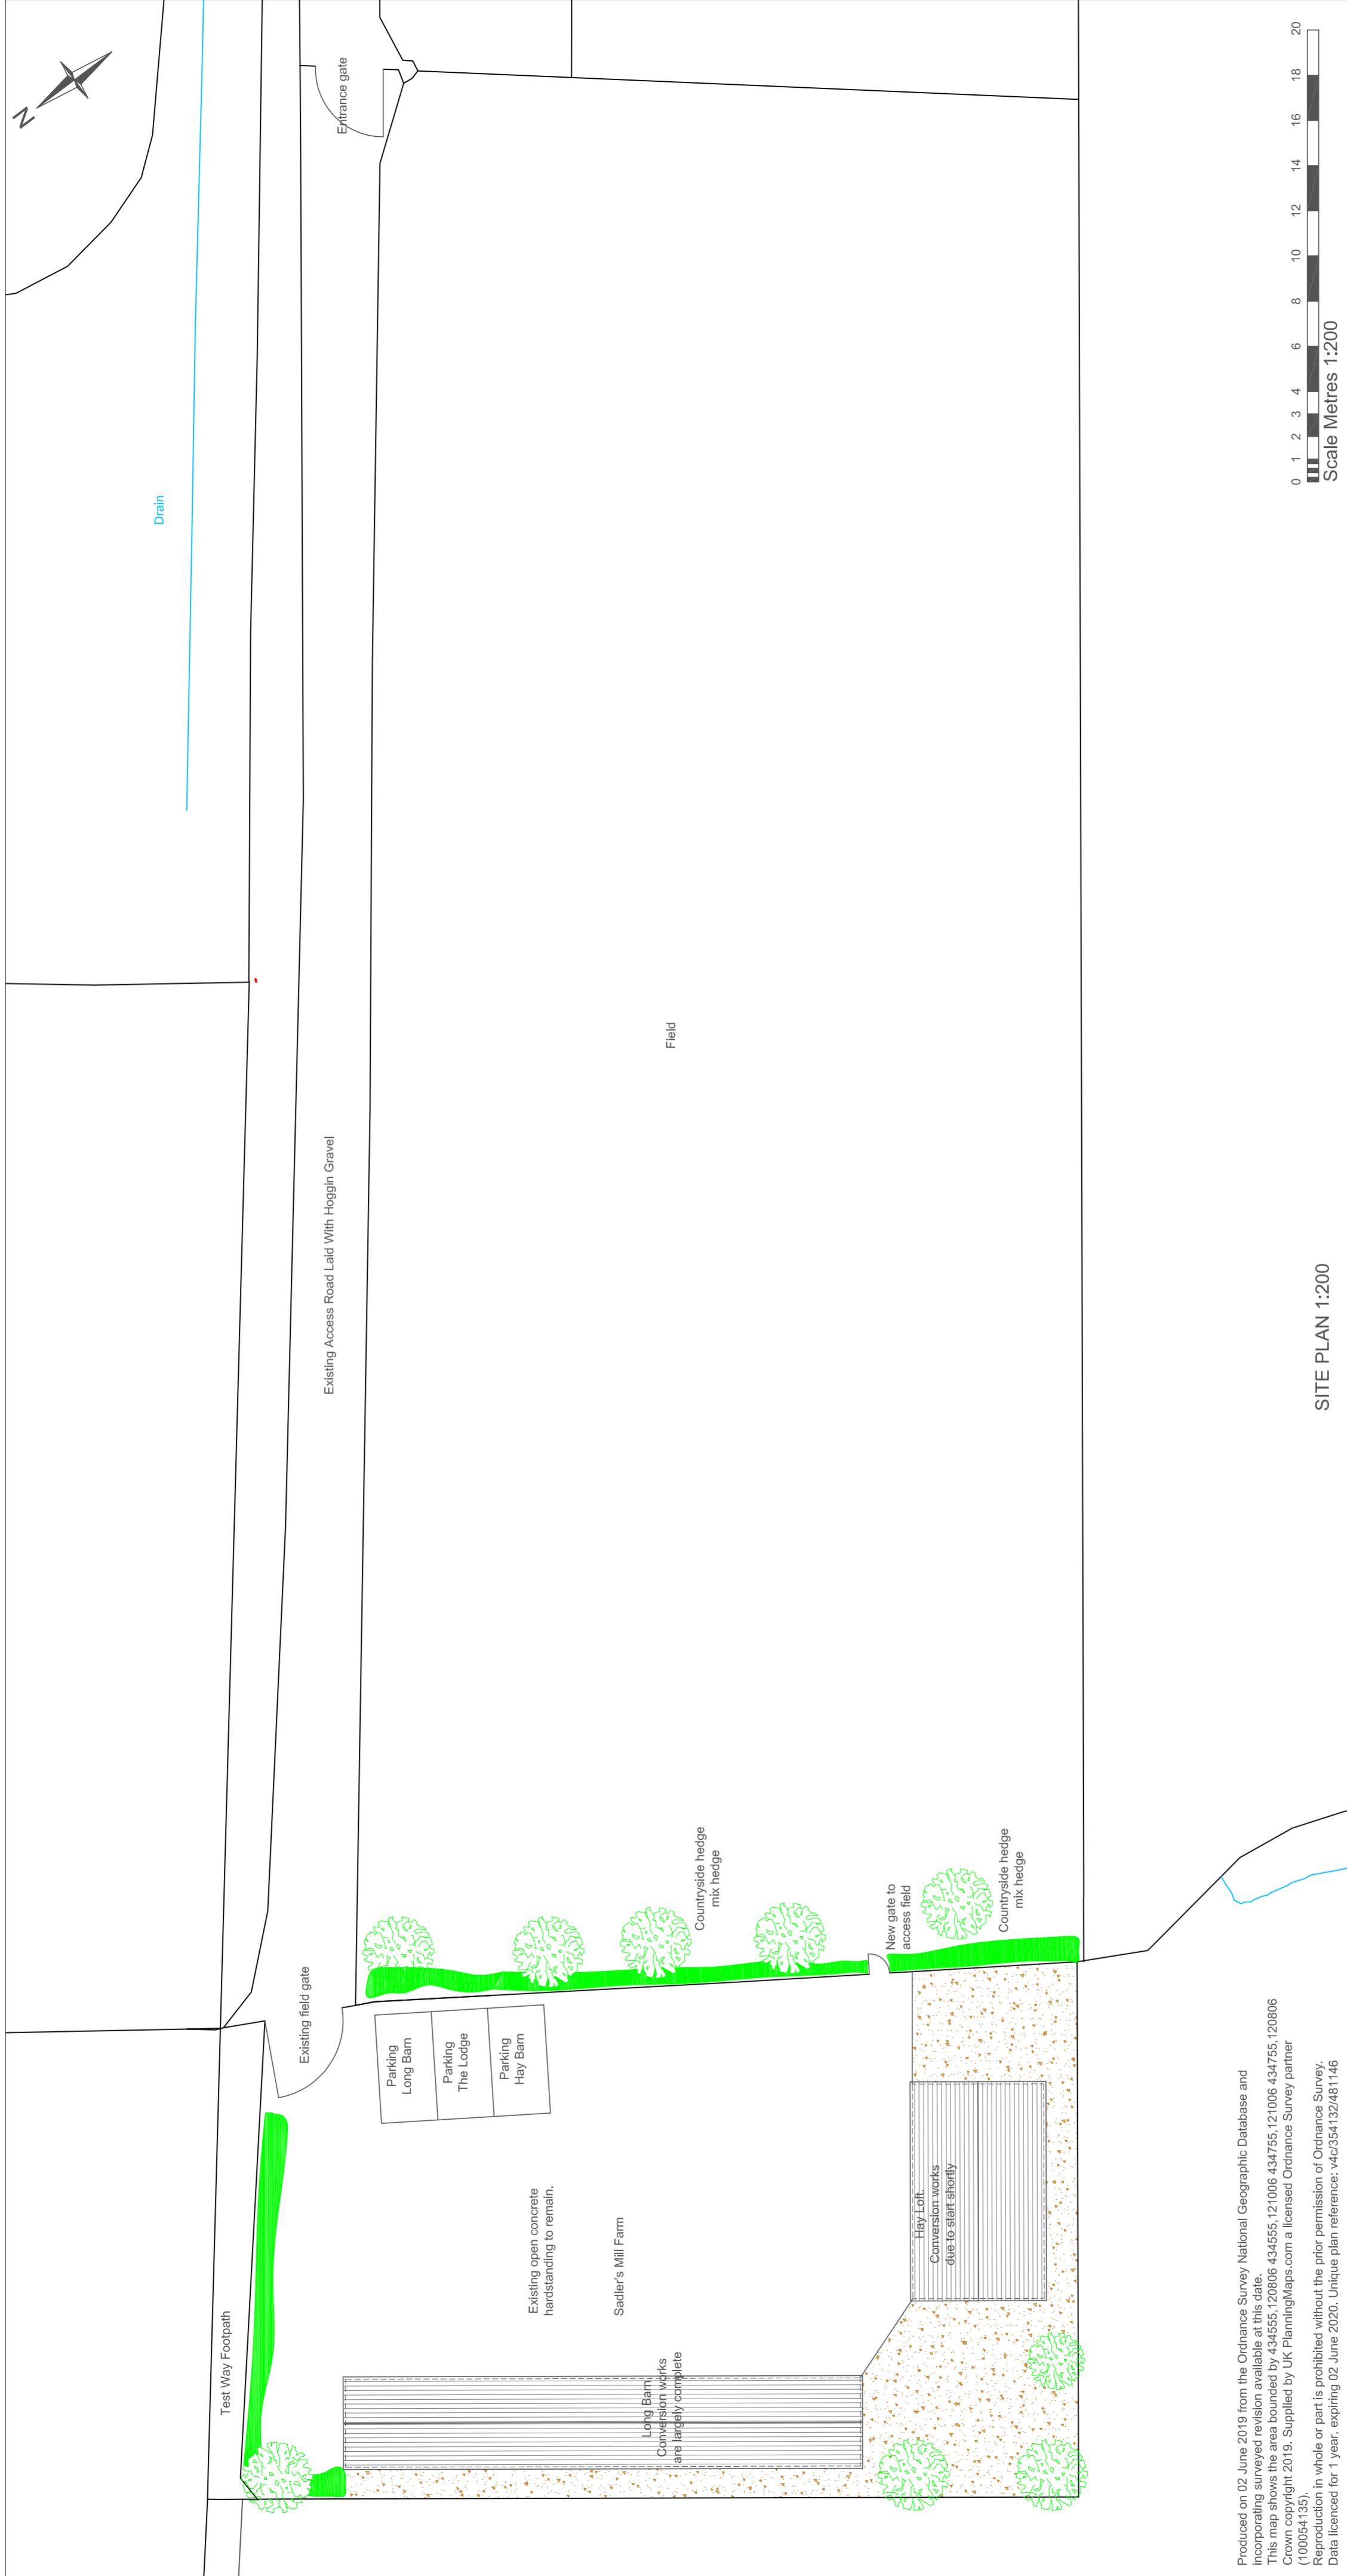 N
Drain
Entrance gate
Existing Access Road Laid With Hoggin Gravel
Field
Test Way Footpath
Existing field gate
Parking
Long Barn
Parking
The Lodge
Parking
Hay Barn
Existing open concrete
hardstanding to remain.
Sadler's Mill Farm
Long Barn.
Conversion works
are largely complete
Countryside hedge
mix hedge
New gate to
access field
Countryside hedge
mix hedge
Hay Loft.
Conversion works
due to start shortly
Produced on 02 June 2019 from the Ordnance Survey National Geographic Database and
incorporating surveyed revision available at this date.
This map shows the area bounded by 434555,120806 434555,121006 434755,121006 434755,120806
Crown copyright 2019. Supplied by UK PlanningMaps.com a licensed Ordnance Survey partner
(100054135).
Reproduction in whole or part is prohibited without the prior permission of Ordnance Survey.
Data licenced for 1 year, expiring 02 June 2020. Unique plan reference: v4c/354132/481146
SITE PLAN 1:200
0 1 2 3 4 6 8 10 12 14 16 18 20
Scale Metres 1:200